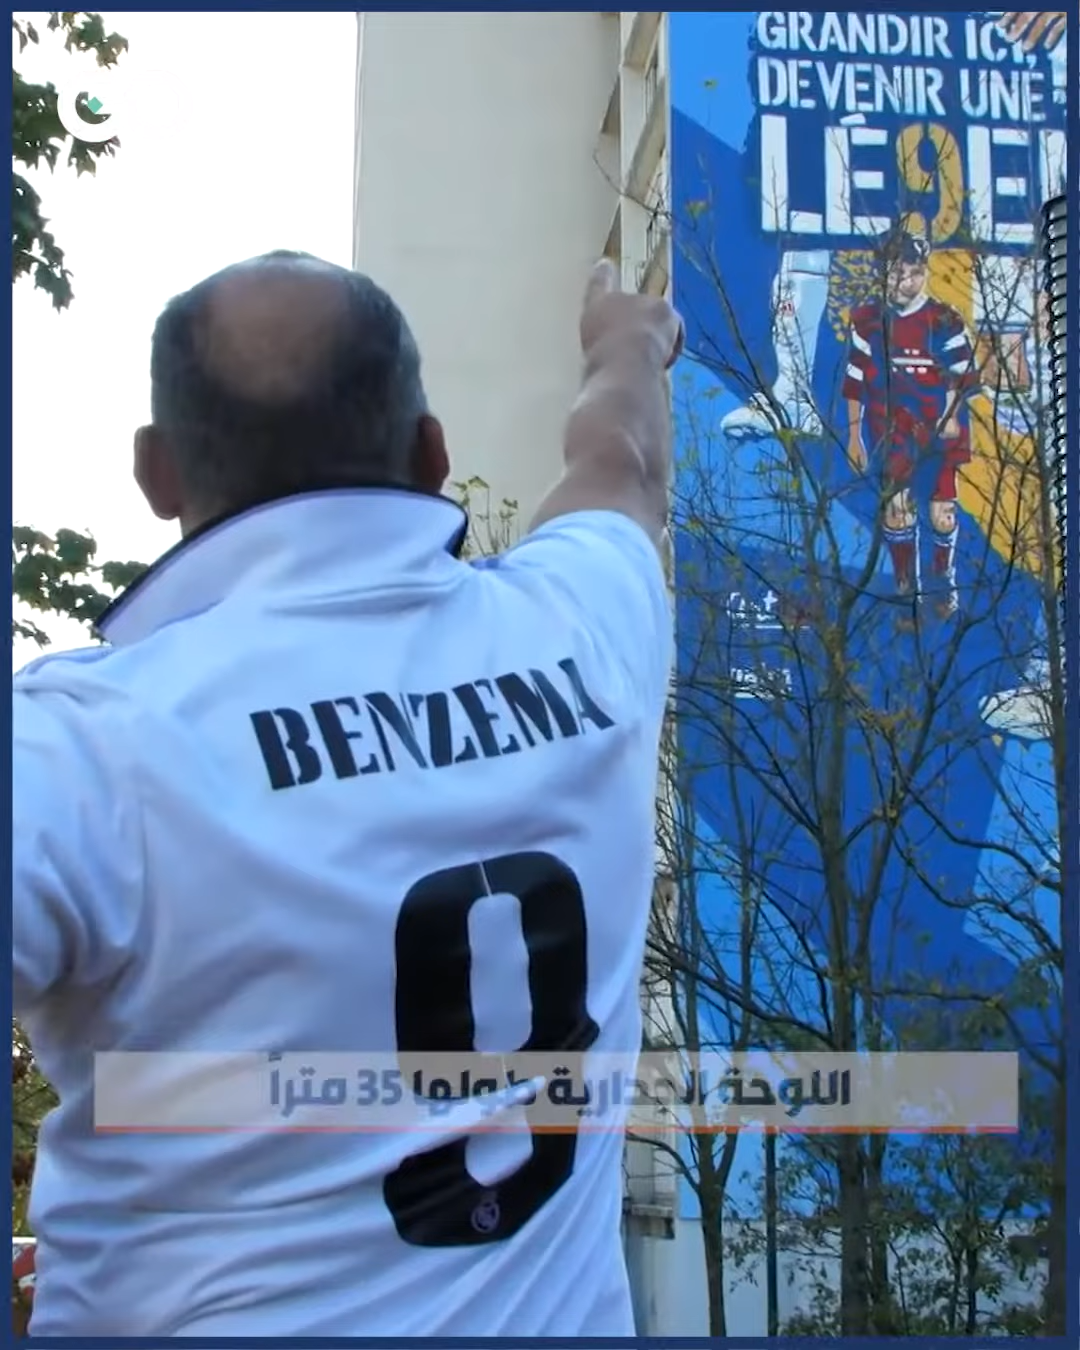 GRANDIR ICI,
DEVENIR UNE
LÉ9E
BENZEMA
9
اللوحة الجدارية طولها 35 متراً